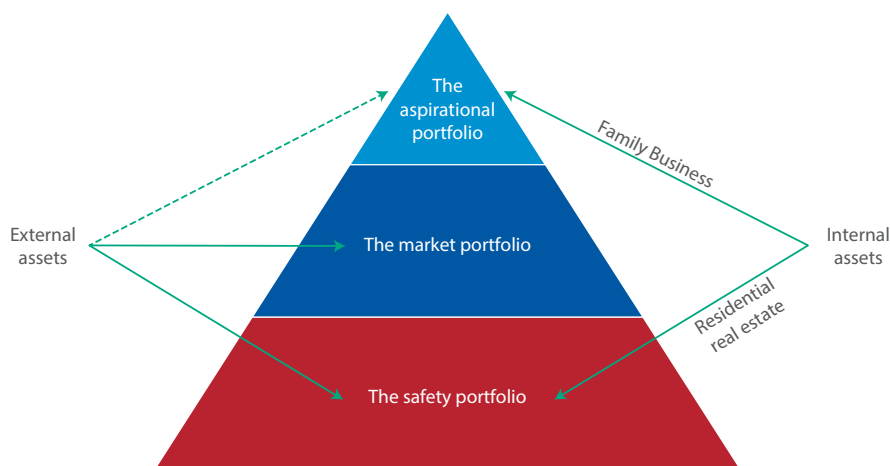 The
aspirational
portfolio
Family Business
External
assets
The market portfolio
Internal
assets
Residential
real estate
The safety portfolio